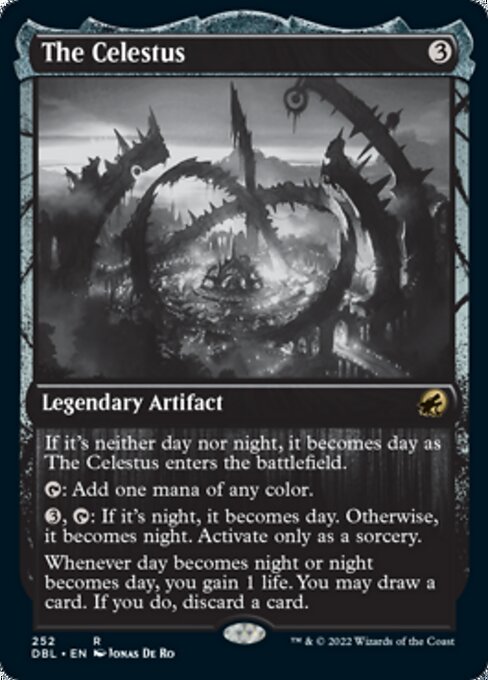 The Celestus 3
Legendary Artifact
If it's neither day nor night, it becomes day as
The Celestus enters the battlefield.
: Add one mana of any color.
3, : If it's night, it becomes day. Otherwise,
it becomes night. Activate only as a sorcery.
Whenever day becomes night or night
becomes day, you gain 1 life. You may draw a
card. If you do, discard a card.
252 R
DBL • EN Jonas De Ro
™ & © 2022 Wizards of the Coast